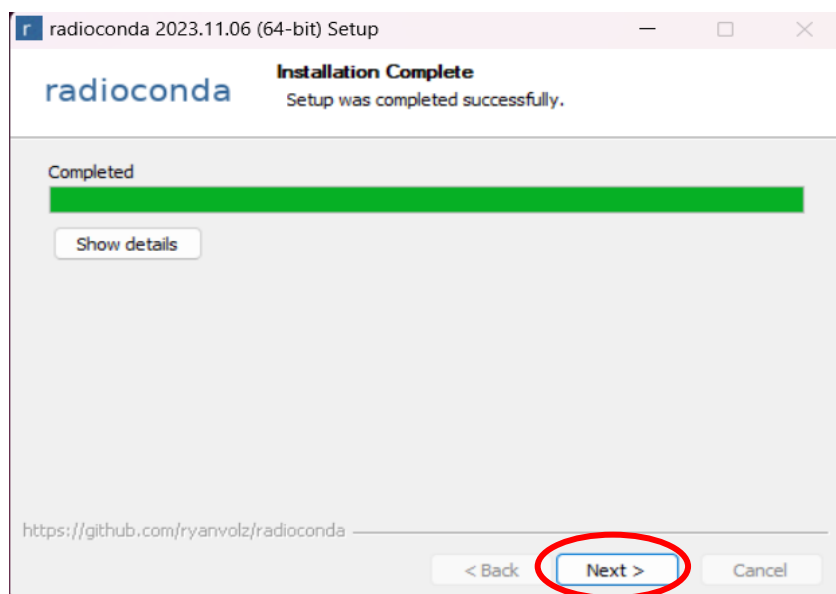 r radioconda 2023.11.06 (64-bit) Setup
radioconda
Installation Complete
Setup was completed successfully.
Completed
Show details
https://github.com/ryanvolz/radioconda
< Back Next > Cancel